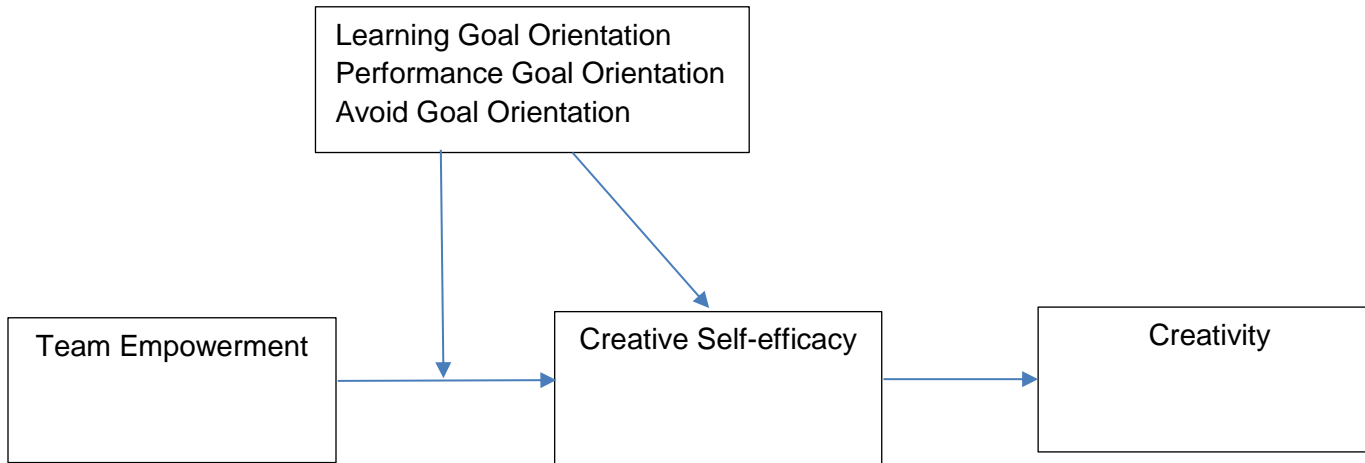 Learning Goal Orientation
Performance Goal Orientation
Avoid Goal Orientation
Team Empowerment
Creative Self-efficacy
Creativity